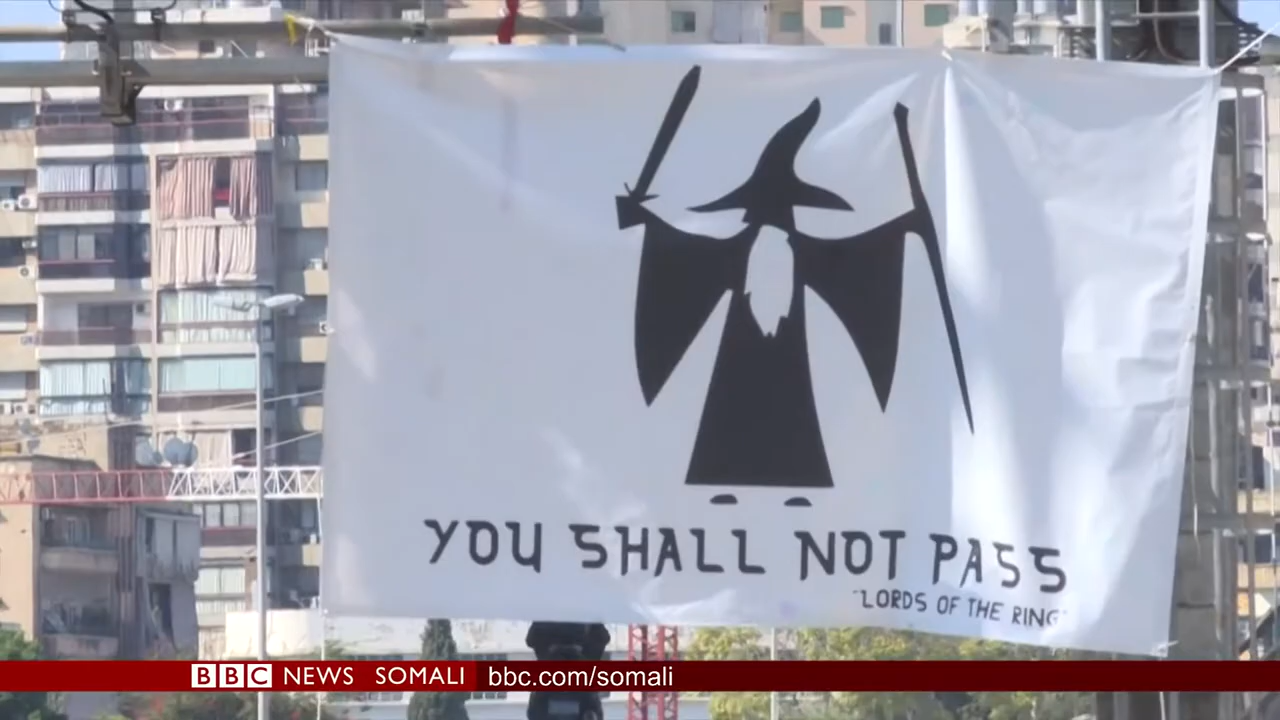 YOU SHALL NOT PASS
"LORDS OF THE RING"
BBC NEWS SOMALI bbc.com/somali